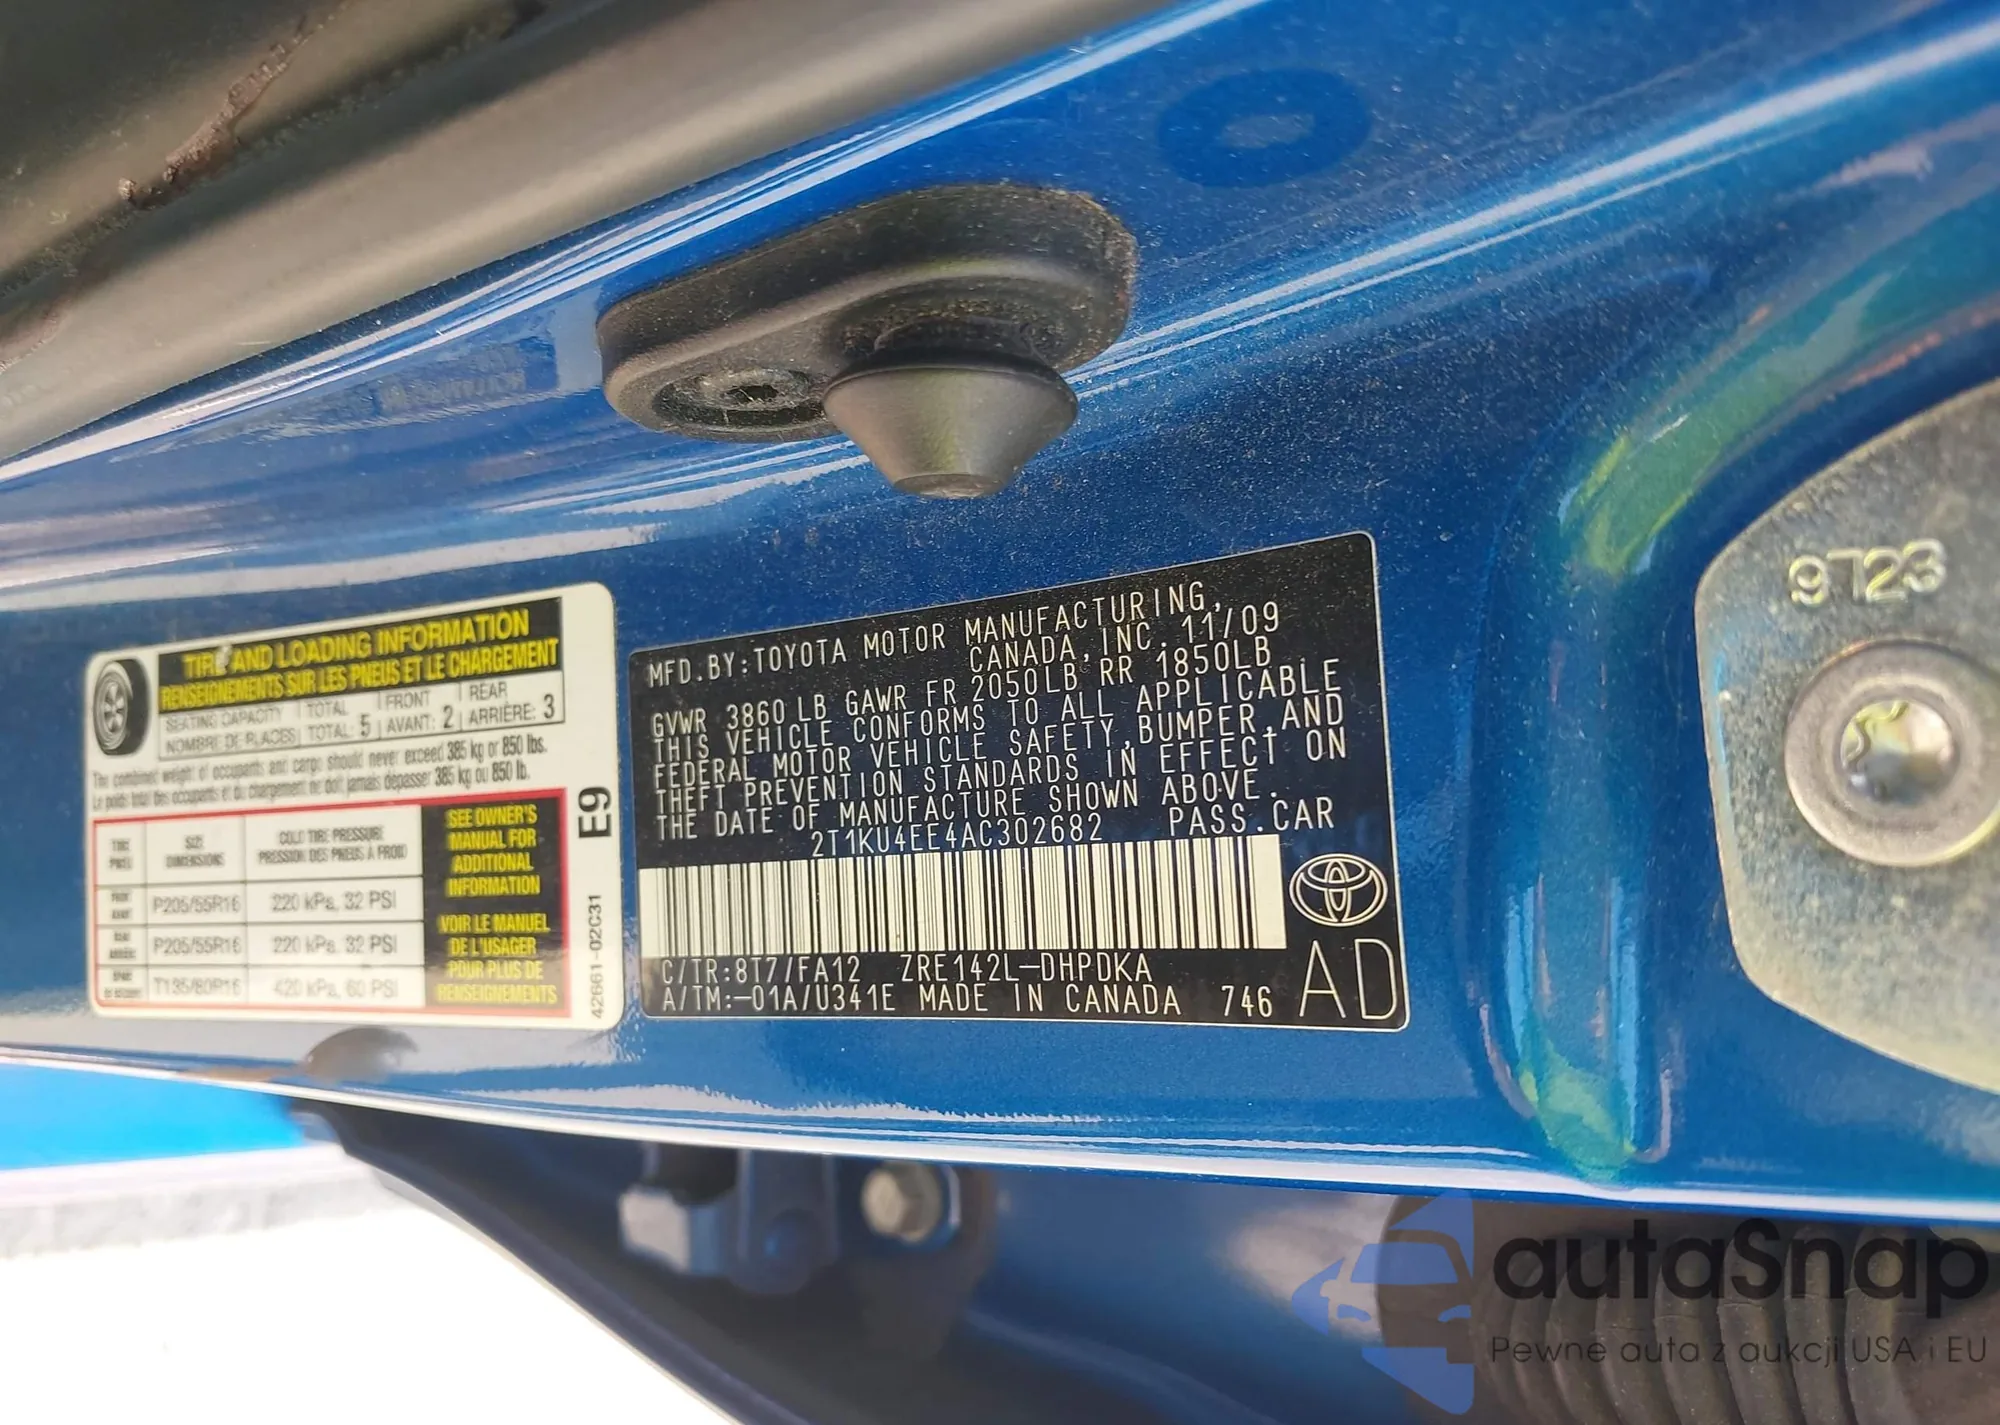 TIRE AND LOADING INFORMATION
RENSEIGNEMENTS SUR LES PNEUS ET LE CHARGEMENT
SEATING CAPACITY TOTAL FRONT REAR
NOMBRE DE PLACES TOTAL: 5 AVANT: 2 ARRIÈRE: 3
The combined weight of occupants and cargo should never exceed 385 kg or 850 lbs.
Le poids total des occupants et du chargement ne doit jamais dépasser 385 kg ou 850 lb.
TIRE SIZE COLD TIRE PRESSURE
PNEU DIMENSIONS PRESSION DES PNEUS A FROID
P205/55R16 220 kPa, 32 PSI
P205/55R16 220 kPa, 32 PSI
T135/80R16 420 kPa, 60 PSI
SEE OWNER'S
MANUAL FOR
ADDITIONAL
INFORMATION
VOIR LE MANUEL
DE L'USAGER
POUR PLUS DE
RENSEIGNEMENTS
E9
42661-02C31
MFD.BY:TOYOTA MOTOR MANUFACTURING,
CANADA,INC. 11/09
GVWR 3860 LB GAWR FR 2050LB RR 1850LB
THIS VEHICLE CONFORMS TO ALL APPLICABLE
FEDERAL MOTOR VEHICLE SAFETY,BUMPER,AND
THEFT PREVENTION STANDARDS IN EFFECT ON
THE DATE OF MANUFACTURE SHOWN ABOVE.
2T1KU4EE4AC302682 PASS.CAR
C/TR:8T7/FA12 ZRE142L-DHPDKA
A/TM:-01A/U341E MADE IN CANADA 746
AD
9723
autaSnap
Pewne auta z aukcji USA i EU